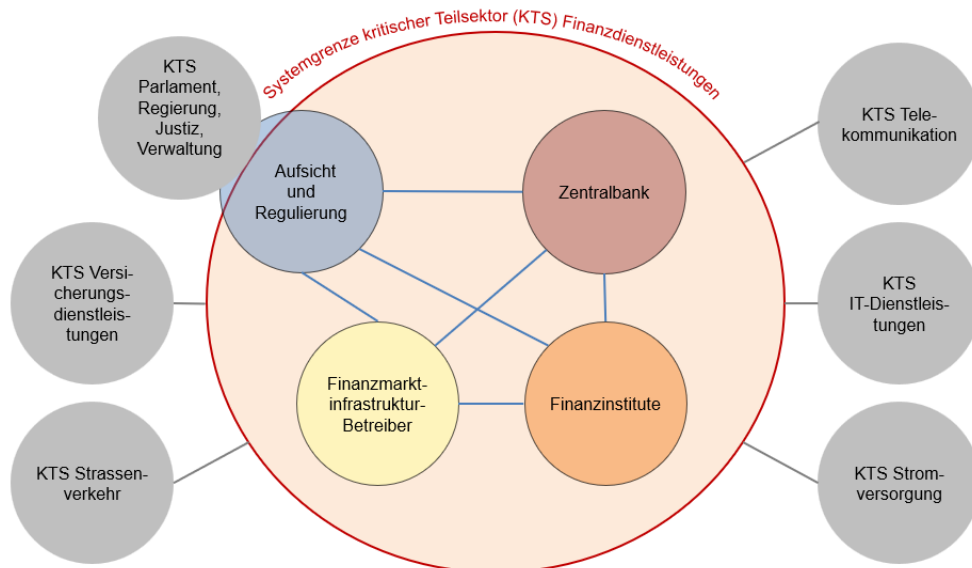 Systemgrenze kritischer Teilsektor (KTS) Finanzdienstleistungen
KTS
Parlament,
Regierung,
Justiz,
Verwaltung
KTS Tele-
kommunikation
Aufsicht
und
Regulierung
Zentralbank
KTS Versi-
cherungs-
dienstleis-
tungen
KTS
IT-Dienstleis-
tungen
Finanzmarkt-
infrastruktur-
Betreiber
Finanzinstitute
KTS Strassen-
verkehr
KTS Strom-
versorgung